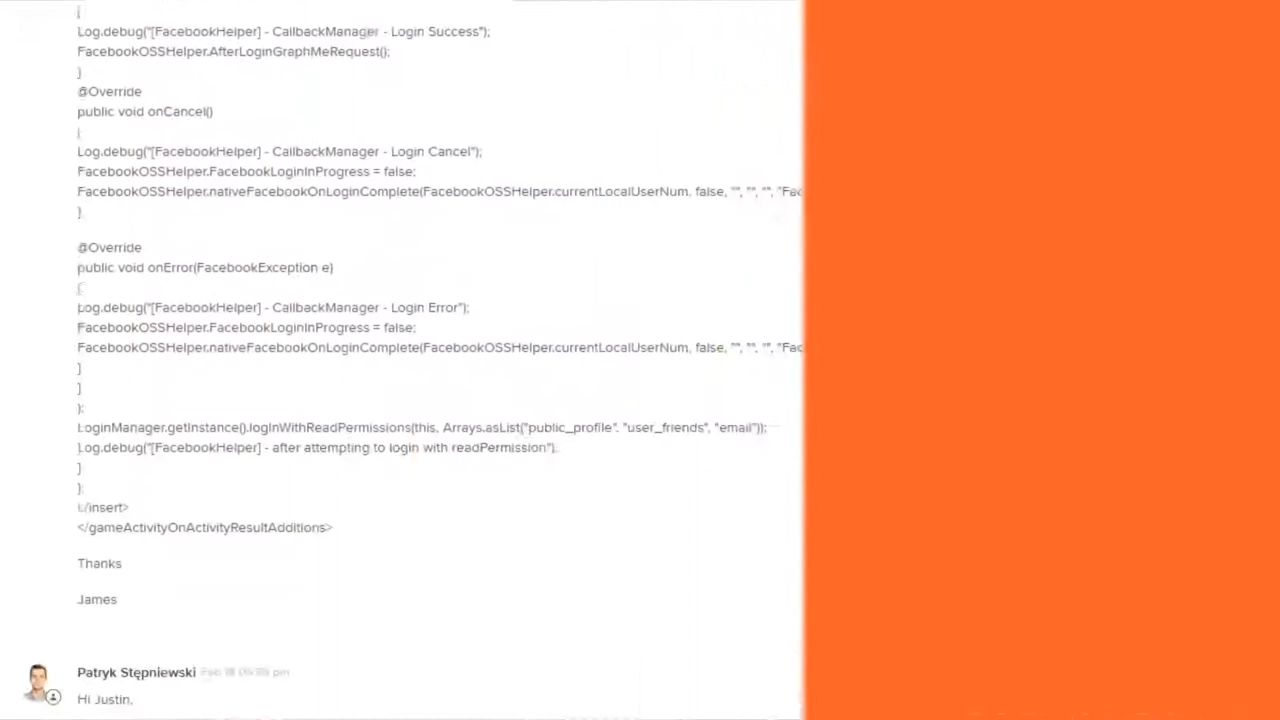 {
Log.debug("[FacebookHelper] - CallbackManager - Login Success");
FacebookOSSHelper.AfterLoginGraphMeRequest();
}
@Override
public void onCancel()
{
Log.debug("[FacebookHelper] - CallbackManager - Login Cancel");
FacebookOSSHelper.FacebookLoginInProgress = false;
FacebookOSSHelper.nativeFacebookOnLoginComplete(FacebookOSSHelper.currentLocalUserNum, false, "", "", "", "Fac
}
@Override
public void onError(FacebookException e)
{
Log.debug("[FacebookHelper] - CallbackManager - Login Error");
FacebookOSSHelper.FacebookLoginInProgress = false;
FacebookOSSHelper.nativeFacebookOnLoginComplete(FacebookOSSHelper.currentLocalUserNum, false, "", "", "", "Fac
}
}
);
LoginManager.getInstance().logInWithReadPermissions(this, Arrays.asList("public_profile", "user_friends", "email"));
Log.debug("[FacebookHelper] - after attempting to login with readPermission");
}
};
</insert>
</gameActivityOnActivityResultAdditions>
Thanks
James
Patryk Stępniewski Feb 18 pm
Hi Justin,